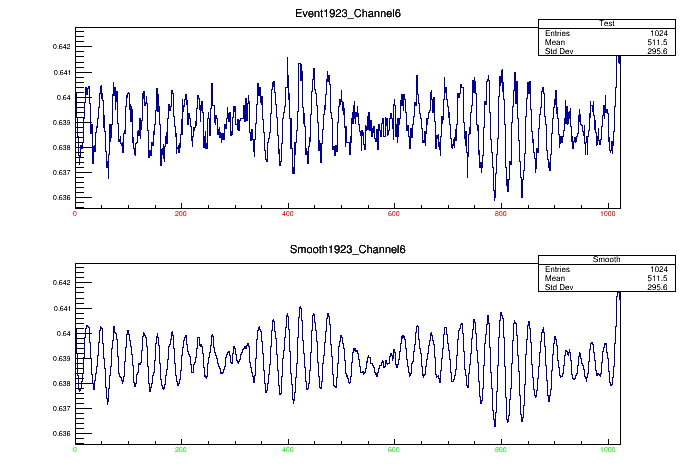 Event1923_Channel6
Test
Entries 1024
Mean 511.5
Std Dev 295.6
0.642
0.641
0.64
0.639
0.638
0.637
0.636
0 200 400 600 800 1000
Smooth1923_Channel6
Smooth
Entries 1024
Mean 511.5
Std Dev 295.6
0.642
0.641
0.64
0.639
0.638
0.637
0.636
0 200 400 600 800 1000